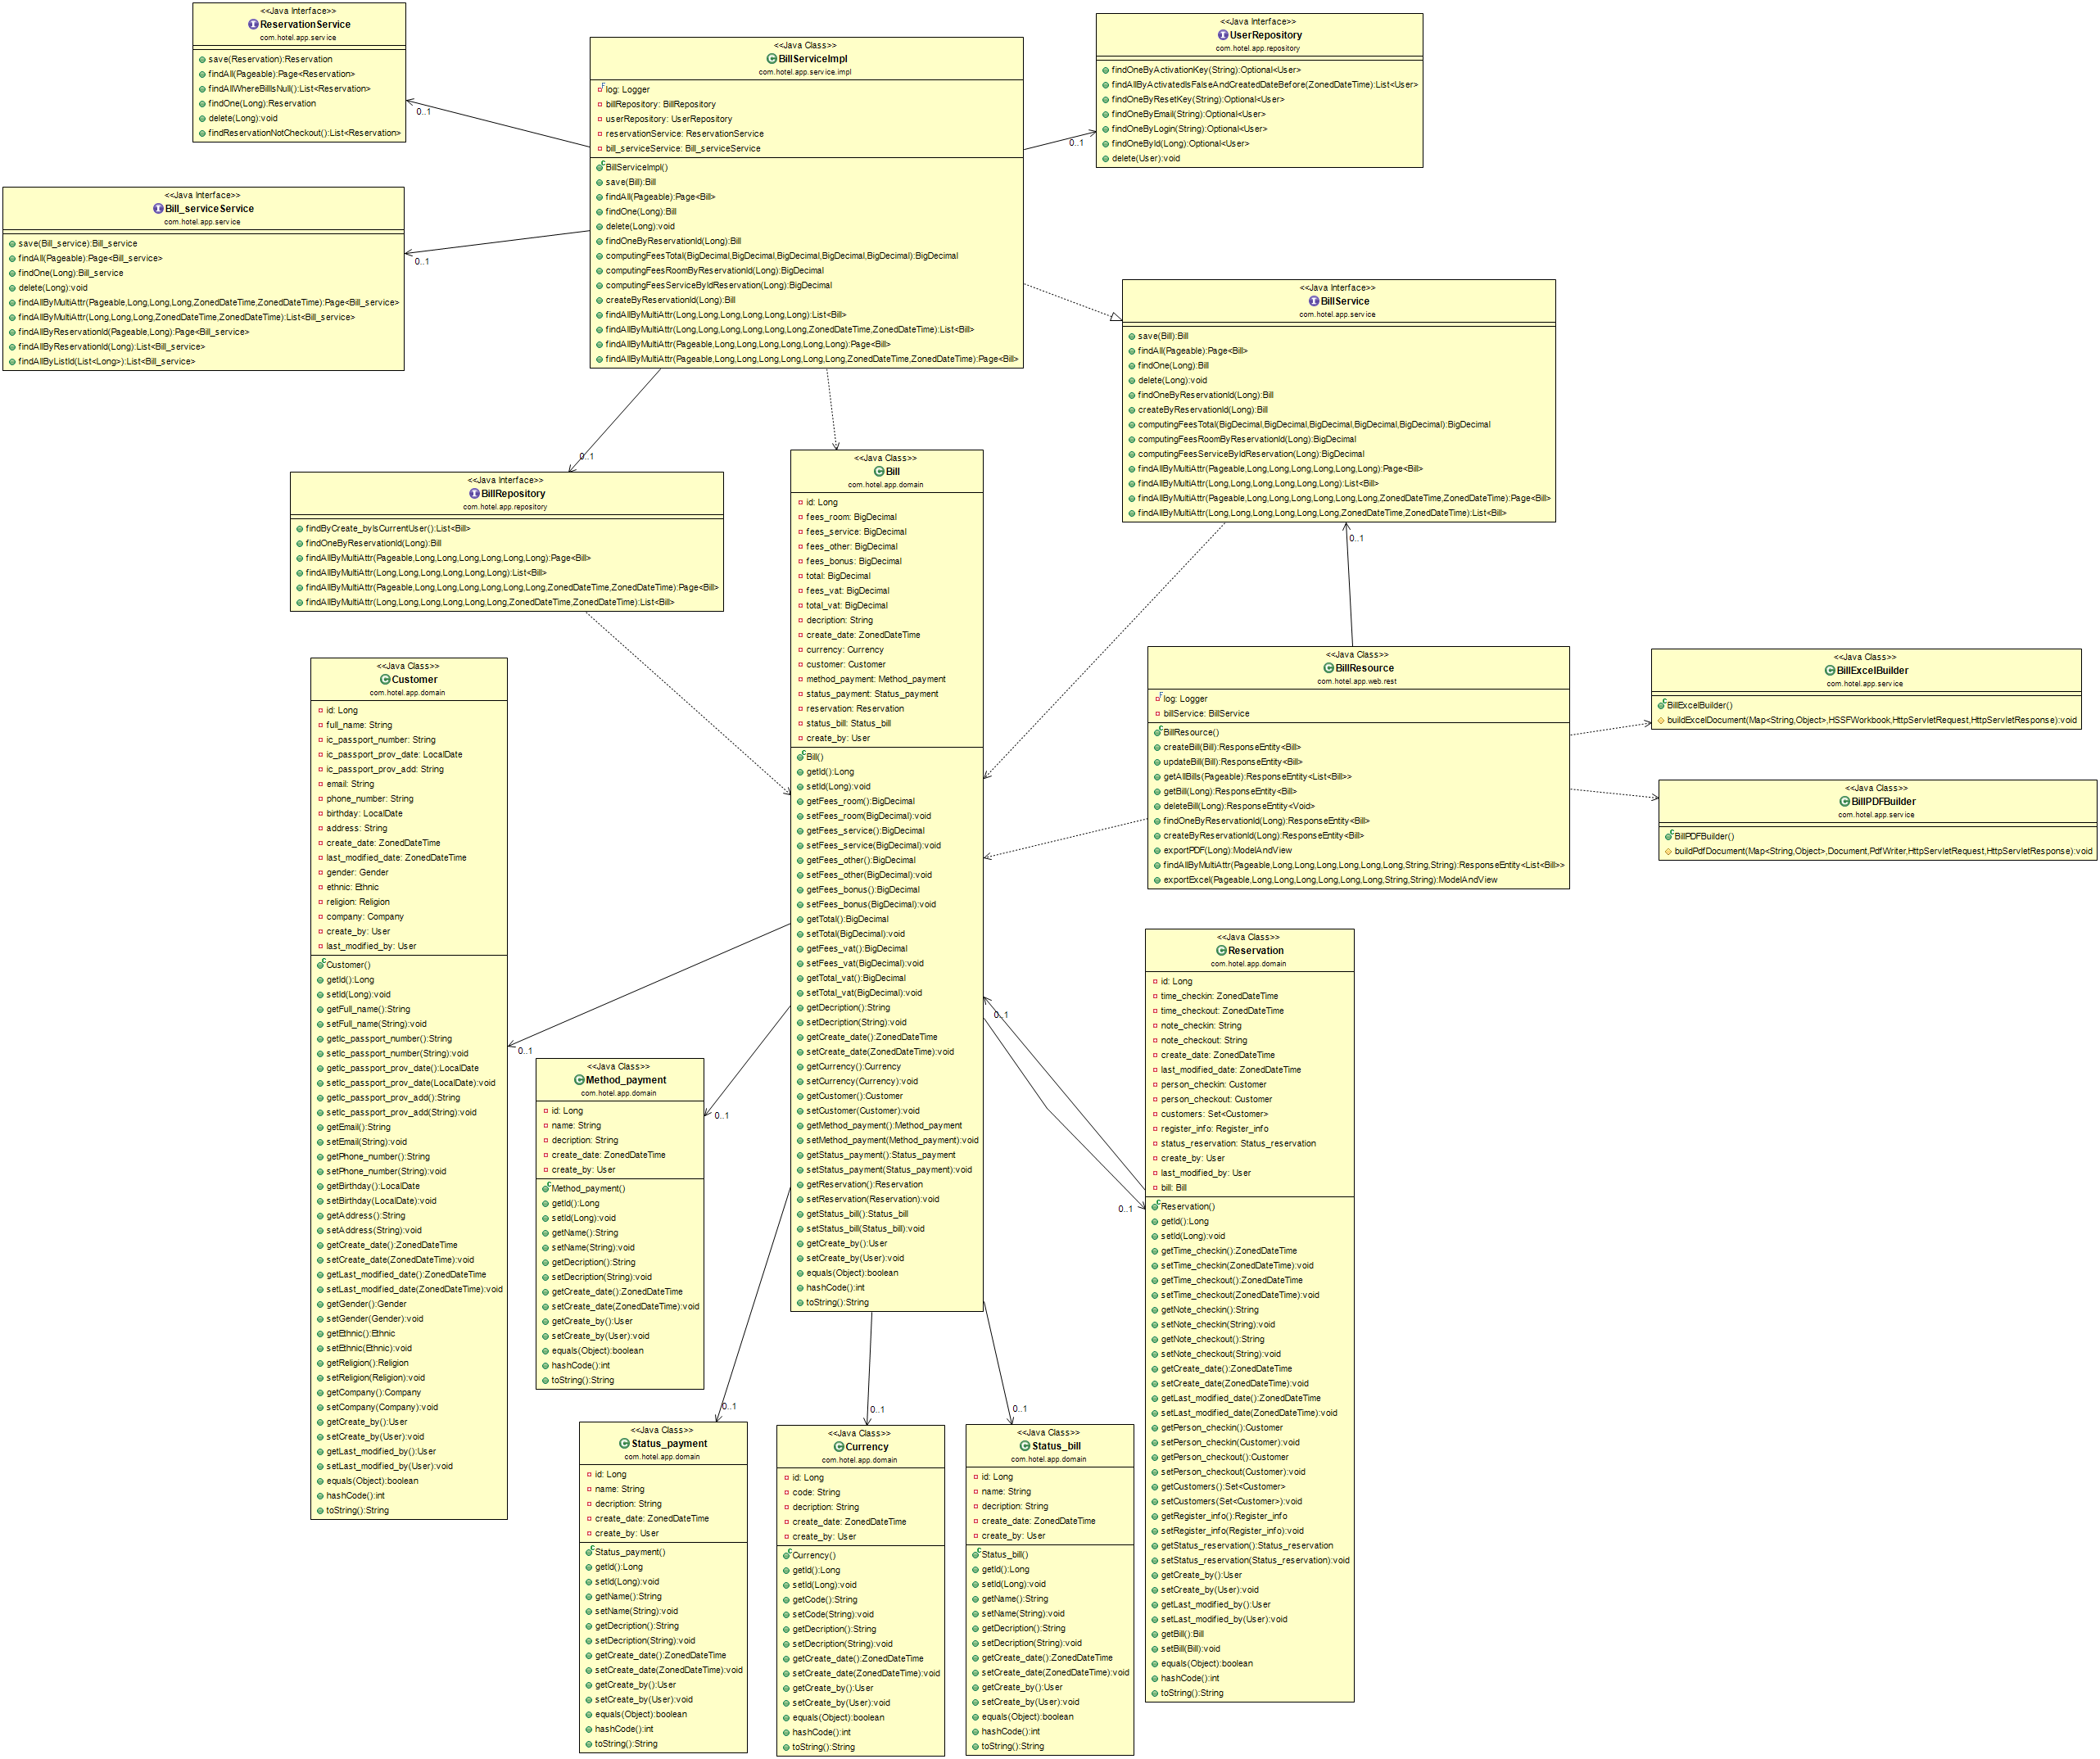 <<Java Interface>>
ReservationService
com.hotel.app.service
save(Reservation):Reservation
findAll(Pageable):Page<Reservation>
findAllWhereBillIsNull():List<Reservation>
findOne(Long):Reservation
delete(Long):void
findReservationNotCheckout():List<Reservation>
0..1
<<Java Class>>
BillServiceImpl
com.hotel.app.service.impl
log: Logger
billRepository: BillRepository
userRepository: UserRepository
reservationService: ReservationService
bill_serviceService: Bill_serviceService
BillServiceImpl()
save(Bill):Bill
findAll(Pageable):Page<Bill>
findOne(Long):Bill
delete(Long):void
findOneByReservationId(Long):Bill
computingFeesTotal(BigDecimal,BigDecimal,BigDecimal,BigDecimal,BigDecimal):BigDecimal
computingFeesRoomByReservationId(Long):BigDecimal
computingFeesServiceByIdReservation(Long):BigDecimal
createByReservationId(Long):Bill
findAllByMultiAttr(Long,Long,Long,Long,Long,Long):List<Bill>
findAllByMultiAttr(Long,Long,Long,Long,Long,Long,ZonedDateTime,ZonedDateTime):List<Bill>
findAllByMultiAttr(Pageable,Long,Long,Long,Long,Long,Long):Page<Bill>
findAllByMultiAttr(Pageable,Long,Long,Long,Long,Long,Long,ZonedDateTime,ZonedDateTime):Page<Bill>
<<Java Interface>>
UserRepository
com.hotel.app.repository
findOneByActivationKey(String):Optional<User>
findAllByActivatedIsFalseAndCreatedDateBefore(ZonedDateTime):List<User>
findOneByResetKey(String):Optional<User>
findOneByEmail(String):Optional<User>
findOneByLogin(String):Optional<User>
findOneById(Long):Optional<User>
delete(User):void
0..1
<<Java Interface>>
Bill_serviceService
com.hotel.app.service
save(Bill_service):Bill_service
findAll(Pageable):Page<Bill_service>
findOne(Long):Bill_service
delete(Long):void
findAllByMultiAttr(Pageable,Long,Long,Long,ZonedDateTime,ZonedDateTime):Page<Bill_service>
findAllByMultiAttr(Long,Long,Long,ZonedDateTime,ZonedDateTime):List<Bill_service>
findAllByReservationId(Pageable,Long):Page<Bill_service>
findAllByReservationId(Long):List<Bill_service>
findAllByListId(List<Long>):List<Bill_service>
0..1
<<Java Interface>>
BillService
com.hotel.app.service
save(Bill):Bill
findAll(Pageable):Page<Bill>
findOne(Long):Bill
delete(Long):void
findOneByReservationId(Long):Bill
createByReservationId(Long):Bill
computingFeesTotal(BigDecimal,BigDecimal,BigDecimal,BigDecimal,BigDecimal):BigDecimal
computingFeesRoomByReservationId(Long):BigDecimal
computingFeesServiceByIdReservation(Long):BigDecimal
findAllByMultiAttr(Pageable,Long,Long,Long,Long,Long,Long):Page<Bill>
findAllByMultiAttr(Long,Long,Long,Long,Long,Long):List<Bill>
findAllByMultiAttr(Pageable,Long,Long,Long,Long,Long,Long,ZonedDateTime,ZonedDateTime):Page<Bill>
findAllByMultiAttr(Long,Long,Long,Long,Long,Long,ZonedDateTime,ZonedDateTime):List<Bill>
0..1
0..1
<<Java Interface>>
BillRepository
com.hotel.app.repository
findByCreate_byIsCurrentUser():List<Bill>
findOneByReservationId(Long):Bill
findAllByMultiAttr(Pageable,Long,Long,Long,Long,Long,Long):Page<Bill>
findAllByMultiAttr(Long,Long,Long,Long,Long,Long):List<Bill>
findAllByMultiAttr(Pageable,Long,Long,Long,Long,Long,Long,ZonedDateTime,ZonedDateTime):Page<Bill>
findAllByMultiAttr(Long,Long,Long,Long,Long,Long,ZonedDateTime,ZonedDateTime):List<Bill>
<<Java Class>>
Bill
com.hotel.app.domain
id: Long
fees_room: BigDecimal
fees_service: BigDecimal
fees_other: BigDecimal
fees_bonus: BigDecimal
total: BigDecimal
fees_vat: BigDecimal
total_vat: BigDecimal
decription: String
create_date: ZonedDateTime
currency: Currency
customer: Customer
method_payment: Method_payment
status_payment: Status_payment
reservation: Reservation
status_bill: Status_bill
create_by: User
Bill()
getId():Long
setId(Long):void
getFees_room():BigDecimal
setFees_room(BigDecimal):void
getFees_service():BigDecimal
setFees_service(BigDecimal):void
getFees_other():BigDecimal
setFees_other(BigDecimal):void
getFees_bonus():BigDecimal
setFees_bonus(BigDecimal):void
getTotal():BigDecimal
setTotal(BigDecimal):void
getFees_vat():BigDecimal
setFees_vat(BigDecimal):void
getTotal_vat():BigDecimal
setTotal_vat(BigDecimal):void
getDecription():String
setDecription(String):void
getCreate_date():ZonedDateTime
setCreate_date(ZonedDateTime):void
getCurrency():Currency
setCurrency(Currency):void
getCustomer():Customer
setCustomer(Customer):void
getMethod_payment():Method_payment
setMethod_payment(Method_payment):void
getStatus_payment():Status_payment
setStatus_payment(Status_payment):void
getReservation():Reservation
setReservation(Reservation):void
getStatus_bill():Status_bill
setStatus_bill(Status_bill):void
getCreate_by():User
setCreate_by(User):void
equals(Object):boolean
hashCode():int
toString():String
<<Java Class>>
BillResource
com.hotel.app.web.rest
log: Logger
billService: BillService
BillResource()
createBill(Bill):ResponseEntity<Bill>
updateBill(Bill):ResponseEntity<Bill>
getAllBills(Pageable):ResponseEntity<List<Bill>>
getBill(Long):ResponseEntity<Bill>
deleteBill(Long):ResponseEntity<Void>
findOneByReservationId(Long):ResponseEntity<Bill>
createByReservationId(Long):ResponseEntity<Bill>
exportPDF(Long):ModelAndView
findAllByMultiAttr(Pageable,Long,Long,Long,Long,Long,Long,String,String):ResponseEntity<List<Bill>>
exportExcel(Pageable,Long,Long,Long,Long,Long,Long,String,String):ModelAndView
<<Java Class>>
BillExcelBuilder
com.hotel.app.service
BillExcelBuilder()
buildExcelDocument(Map<String,Object>,HSSFWorkbook,HttpServletRequest,HttpServletResponse):void
<<Java Class>>
BillPDFBuilder
com.hotel.app.service
BillPDFBuilder()
buildPdfDocument(Map<String,Object>,Document,PdfWriter,HttpServletRequest,HttpServletResponse):void
<<Java Class>>
Customer
com.hotel.app.domain
id: Long
full_name: String
ic_passport_number: String
ic_passport_prov_date: LocalDate
ic_passport_prov_add: String
email: String
phone_number: String
birthday: LocalDate
address: String
create_date: ZonedDateTime
last_modified_date: ZonedDateTime
gender: Gender
ethnic: Ethnic
religion: Religion
company: Company
create_by: User
last_modified_by: User
Customer()
getId():Long
setId(Long):void
getFull_name():String
setFull_name(String):void
getIc_passport_number():String
setIc_passport_number(String):void
getIc_passport_prov_date():LocalDate
setIc_passport_prov_date(LocalDate):void
getIc_passport_prov_add():String
setIc_passport_prov_add(String):void
getEmail():String
setEmail(String):void
getPhone_number():String
setPhone_number(String):void
getBirthday():LocalDate
setBirthday(LocalDate):void
getAddress():String
setAddress(String):void
getCreate_date():ZonedDateTime
setCreate_date(ZonedDateTime):void
getLast_modified_date():ZonedDateTime
setLast_modified_date(ZonedDateTime):void
getGender():Gender
setGender(Gender):void
getEthnic():Ethnic
setEthnic(Ethnic):void
getReligion():Religion
setReligion(Religion):void
getCompany():Company
setCompany(Company):void
getCreate_by():User
setCreate_by(User):void
getLast_modified_by():User
setLast_modified_by(User):void
equals(Object):boolean
hashCode():int
toString():String
0..1
<<Java Class>>
Method_payment
com.hotel.app.domain
id: Long
name: String
decription: String
create_date: ZonedDateTime
create_by: User
Method_payment()
getId():Long
setId(Long):void
getName():String
setName(String):void
getDecription():String
setDecription(String):void
getCreate_date():ZonedDateTime
setCreate_date(ZonedDateTime):void
getCreate_by():User
setCreate_by(User):void
equals(Object):boolean
hashCode():int
toString():String
0..1
0..1
0..1
<<Java Class>>
Reservation
com.hotel.app.domain
id: Long
time_checkin: ZonedDateTime
time_checkout: ZonedDateTime
note_checkin: String
note_checkout: String
create_date: ZonedDateTime
last_modified_date: ZonedDateTime
person_checkin: Customer
person_checkout: Customer
customers: Set<Customer>
register_info: Register_info
status_reservation: Status_reservation
create_by: User
last_modified_by: User
bill: Bill
Reservation()
getId():Long
setId(Long):void
getTime_checkin():ZonedDateTime
setTime_checkin(ZonedDateTime):void
getTime_checkout():ZonedDateTime
setTime_checkout(ZonedDateTime):void
getNote_checkin():String
setNote_checkin(String):void
getNote_checkout():String
setNote_checkout(String):void
getCreate_date():ZonedDateTime
setCreate_date(ZonedDateTime):void
getLast_modified_date():ZonedDateTime
setLast_modified_date(ZonedDateTime):void
getPerson_checkin():Customer
setPerson_checkin(Customer):void
getPerson_checkout():Customer
setPerson_checkout(Customer):void
getCustomers():Set<Customer>
setCustomers(Set<Customer>):void
getRegister_info():Register_info
setRegister_info(Register_info):void
getStatus_reservation():Status_reservation
setStatus_reservation(Status_reservation):void
getCreate_by():User
setCreate_by(User):void
getLast_modified_by():User
setLast_modified_by(User):void
getBill():Bill
setBill(Bill):void
equals(Object):boolean
hashCode():int
toString():String
0..1
<<Java Class>>
Status_payment
com.hotel.app.domain
id: Long
name: String
decription: String
create_date: ZonedDateTime
create_by: User
Status_payment()
getId():Long
setId(Long):void
getName():String
setName(String):void
getDecription():String
setDecription(String):void
getCreate_date():ZonedDateTime
setCreate_date(ZonedDateTime):void
getCreate_by():User
setCreate_by(User):void
equals(Object):boolean
hashCode():int
toString():String
0..1
<<Java Class>>
Currency
com.hotel.app.domain
id: Long
code: String
decription: String
create_date: ZonedDateTime
create_by: User
Currency()
getId():Long
setId(Long):void
getCode():String
setCode(String):void
getDecription():String
setDecription(String):void
getCreate_date():ZonedDateTime
setCreate_date(ZonedDateTime):void
getCreate_by():User
setCreate_by(User):void
equals(Object):boolean
hashCode():int
toString():String
0..1
<<Java Class>>
Status_bill
com.hotel.app.domain
id: Long
name: String
decription: String
create_date: ZonedDateTime
create_by: User
Status_bill()
getId():Long
setId(Long):void
getName():String
setName(String):void
getDecription():String
setDecription(String):void
getCreate_date():ZonedDateTime
setCreate_date(ZonedDateTime):void
getCreate_by():User
setCreate_by(User):void
equals(Object):boolean
hashCode():int
toString():String